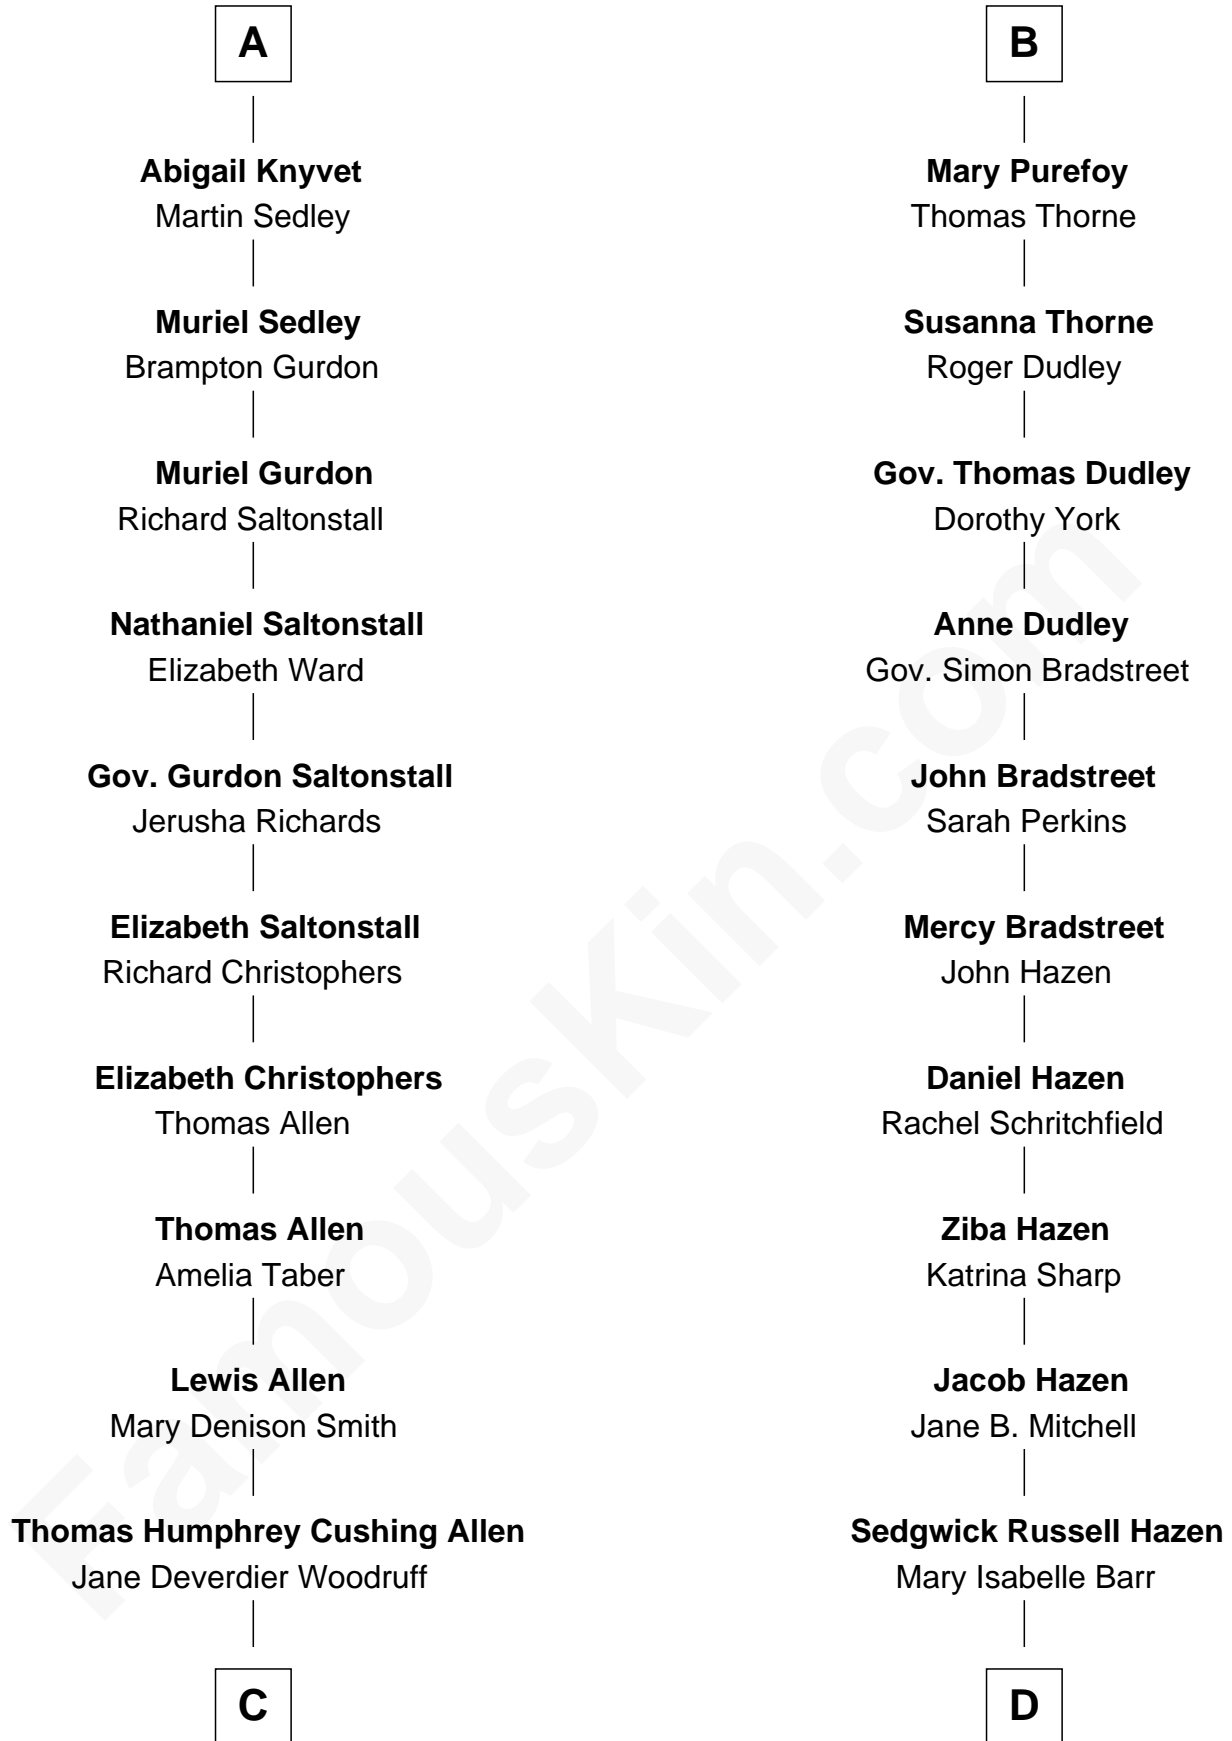 A
Abigail Knyvet
Martin Sedley
Muriel Sedley
Brampton Gurdon
Muriel Gurdon
Richard Saltonstall
Nathaniel Saltonstall
Elizabeth Ward
Gov. Gurdon Saltonstall
Jerusha Richards
Elizabeth Saltonstall
Richard Christophers
Elizabeth Christophers
Thomas Allen
Thomas Allen
Amelia Taber
Lewis Allen
Mary Denison Smith
Thomas Humphrey Cushing Allen
Jane Deverdier Woodruff
C
B
Mary Purefoy
Thomas Thorne
Susanna Thorne
Roger Dudley
Gov. Thomas Dudley
Dorothy York
Anne Dudley
Gov. Simon Bradstreet
John Bradstreet
Sarah Perkins
Mercy Bradstreet
John Hazen
Daniel Hazen
Rachel Schritchfield
Ziba Hazen
Katrina Sharp
Jacob Hazen
Jane B. Mitchell
Sedgwick Russell Hazen
Mary Isabelle Barr
D
FamousKin.com